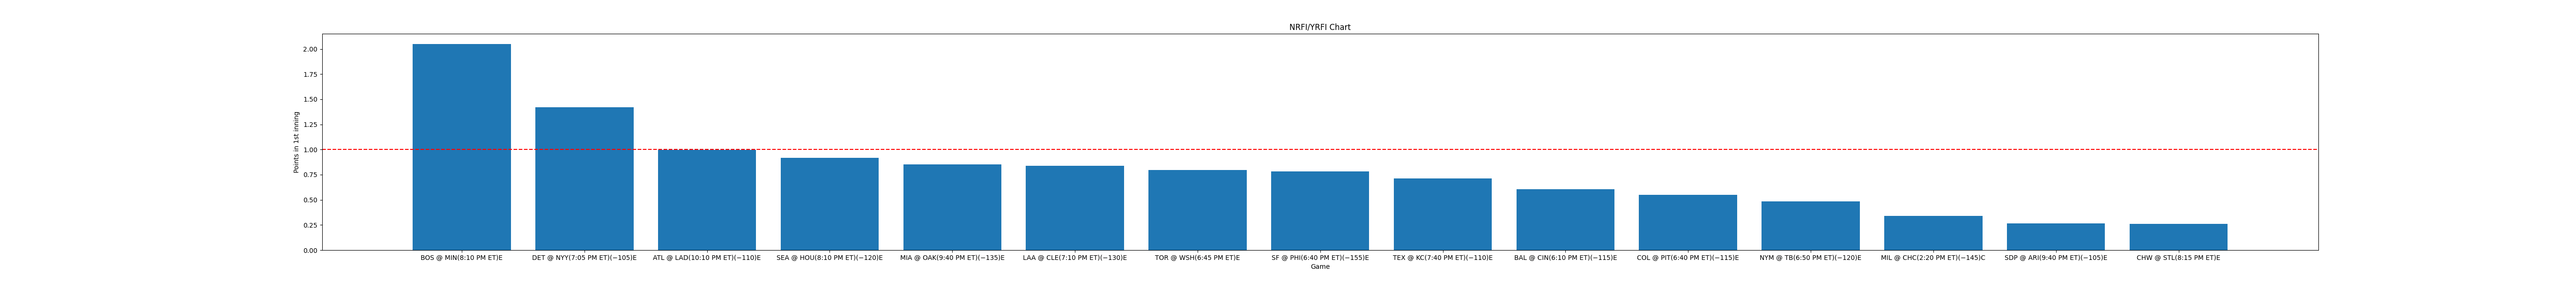 NRFI/YRFI Chart
Points in 1st inning
2.00
1.75
1.50
1.25
1.00
0.75
0.50
0.25
0.00
BOS @ MIN(8:10 PM ET)E
DET @ NYY(7:05 PM ET)(−105)E
ATL @ LAD(10:10 PM ET)(−110)E
SEA @ HOU(8:10 PM ET)(−120)E
MIA @ OAK(9:40 PM ET)(−135)E
LAA @ CLE(7:10 PM ET)(−130)E
TOR @ WSH(6:45 PM ET)E
SF @ PHI(6:40 PM ET)(−155)E
TEX @ KC(7:40 PM ET)(−110)E
BAL @ CIN(6:10 PM ET)(−115)E
COL @ PIT(6:40 PM ET)(−115)E
NYM @ TB(6:50 PM ET)(−120)E
MIL @ CHC(2:20 PM ET)(−145)C
SDP @ ARI(9:40 PM ET)(−105)E
CHW @ STL(8:15 PM ET)E
Game